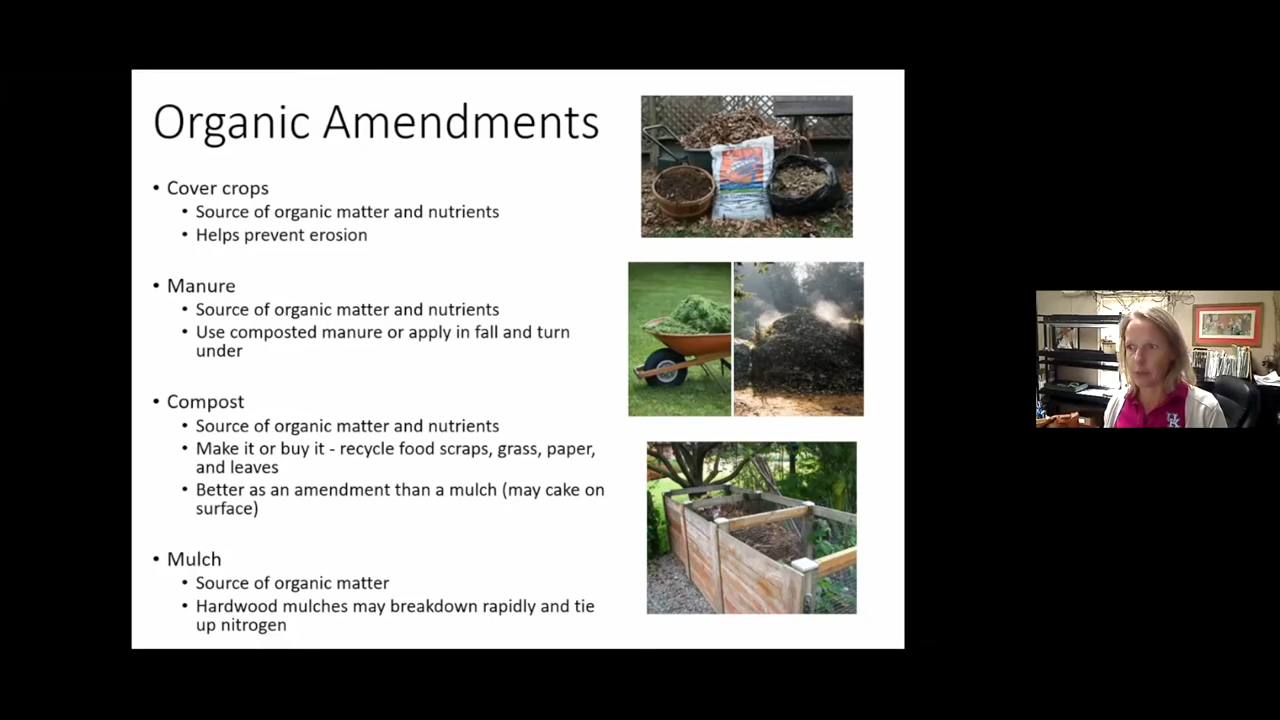 Organic Amendments
• Cover crops
• Source of organic matter and nutrients
• Helps prevent erosion
• Manure
• Source of organic matter and nutrients
• Use composted manure or apply in fall and turn
under
• Compost
• Source of organic matter and nutrients
• Make it or buy it - recycle food scraps, grass, paper,
and leaves
• Better as an amendment than a mulch (may cake on
surface)
• Mulch
• Source of organic matter
• Hardwood mulches may breakdown rapidly and tie
up nitrogen